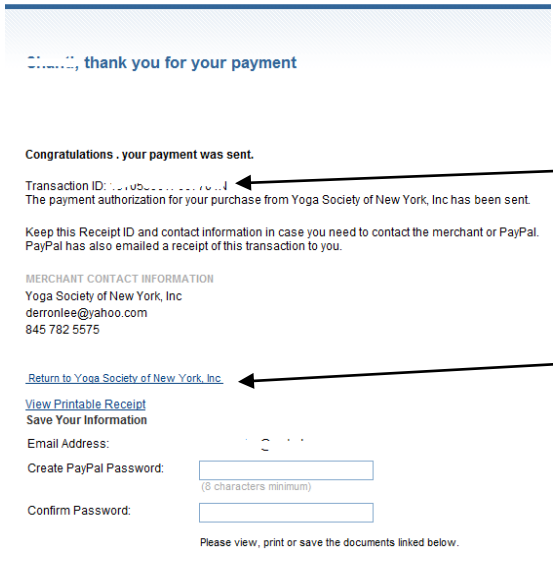 thank you for your payment
Congratulations . your payment was sent.
Transaction ID:
The payment authorization for your purchase from Yoga Society of New York, Inc has been sent.
Keep this Receipt ID and contact information in case you need to contact the merchant or PayPal.
PayPal has also emailed a receipt of this transaction to you.
MERCHANT CONTACT INFORMATION
Yoga Society of New York, Inc
derronlee@yahoo.com
845 782 5575
Return to Yoga Society of New York, Inc
View Printable Receipt
Save Your Information
Email Address:
Create PayPal Password:
(8 characters minimum)
Confirm Password:
Please view, print or save the documents linked below.